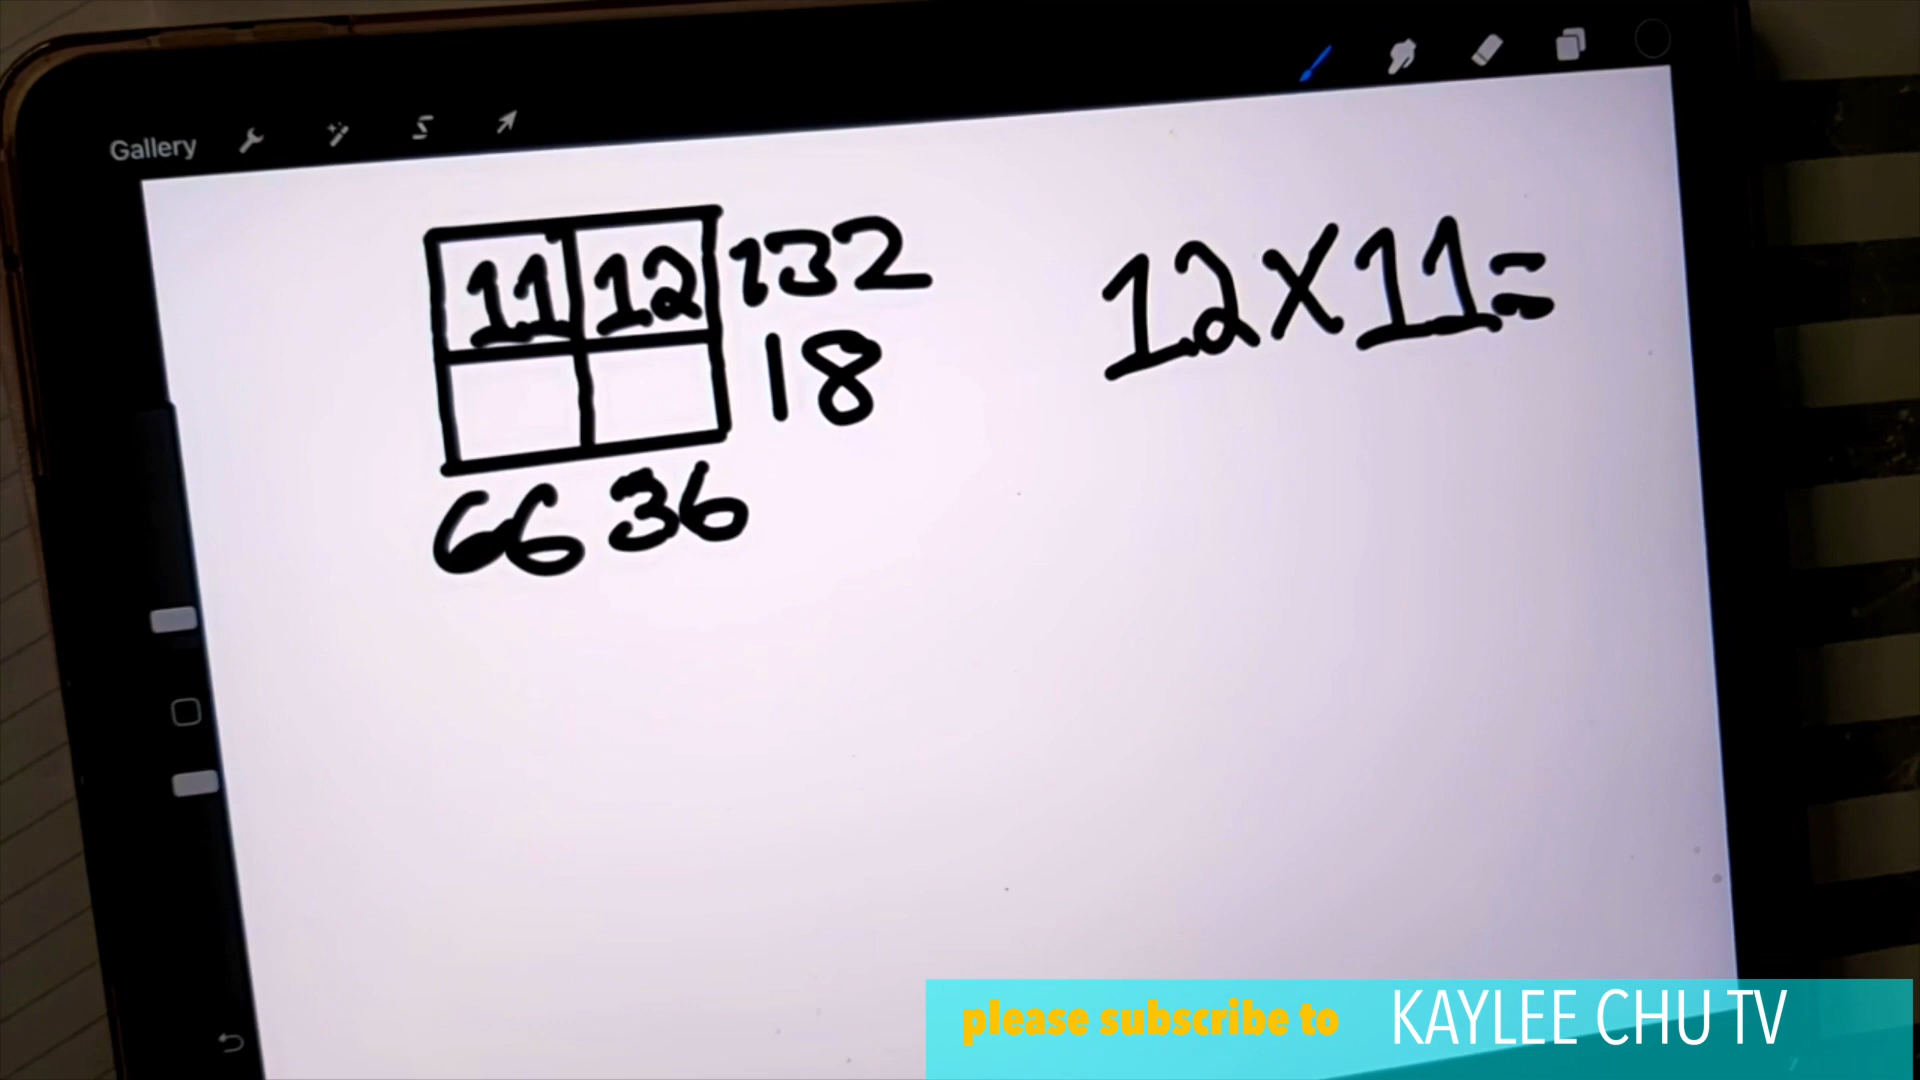 Gallery
11 12 132
18
66 36
12X11=
please subscribe to KAYLEE CHU TV